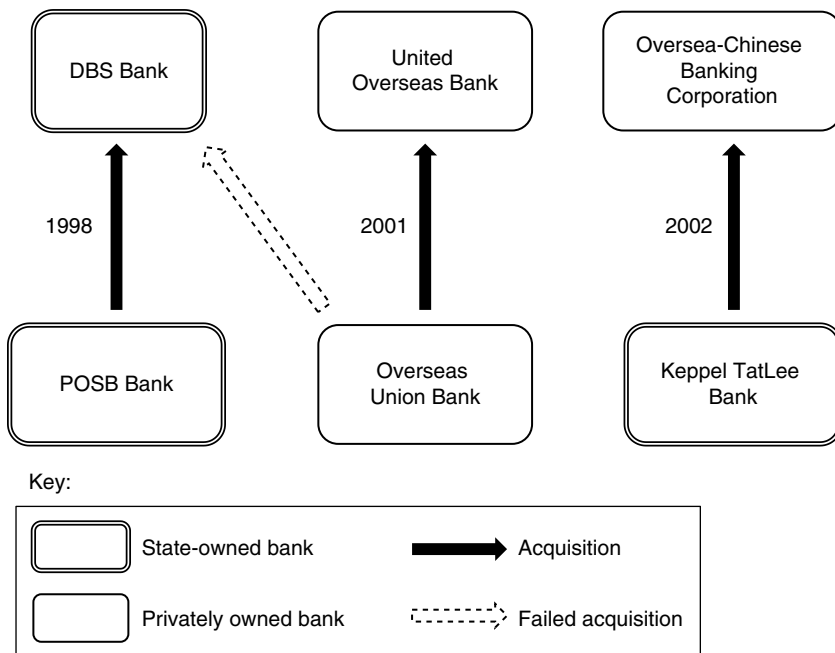 DBS Bank
United
Overseas Bank
Oversea-Chinese
Banking
Corporation
1998
2001
2002
POSB Bank
Overseas
Union Bank
Keppel TatLee
Bank
Key:
State-owned bank
Acquisition
Privately owned bank
Failed acquisition